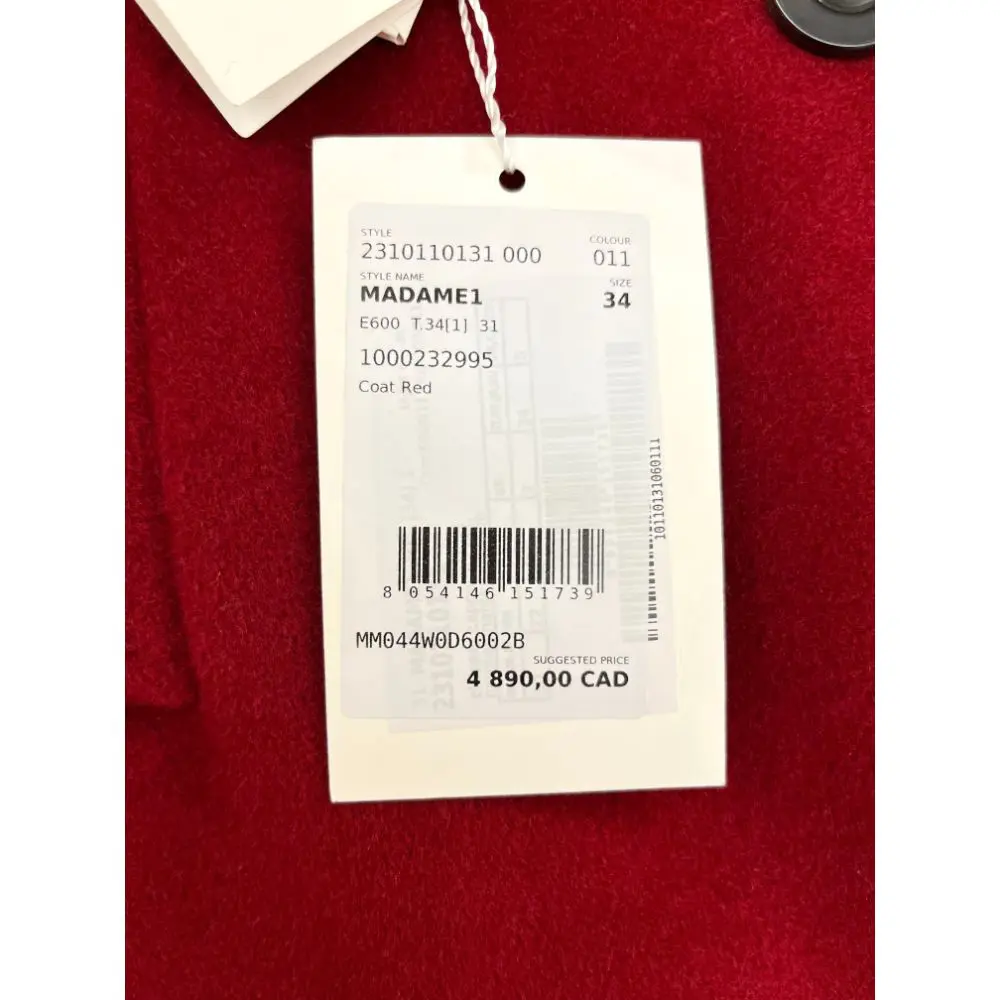 STYLE
2310110131 000
COLOUR
011
STYLE NAME
MADAME1
SIZE
34
E600 T.34[1] 31
1000232995
Coat Red
10110131060111
8 054146 151739
MM044W0D6002B
SUGGESTED PRICE
4 890,00 CAD